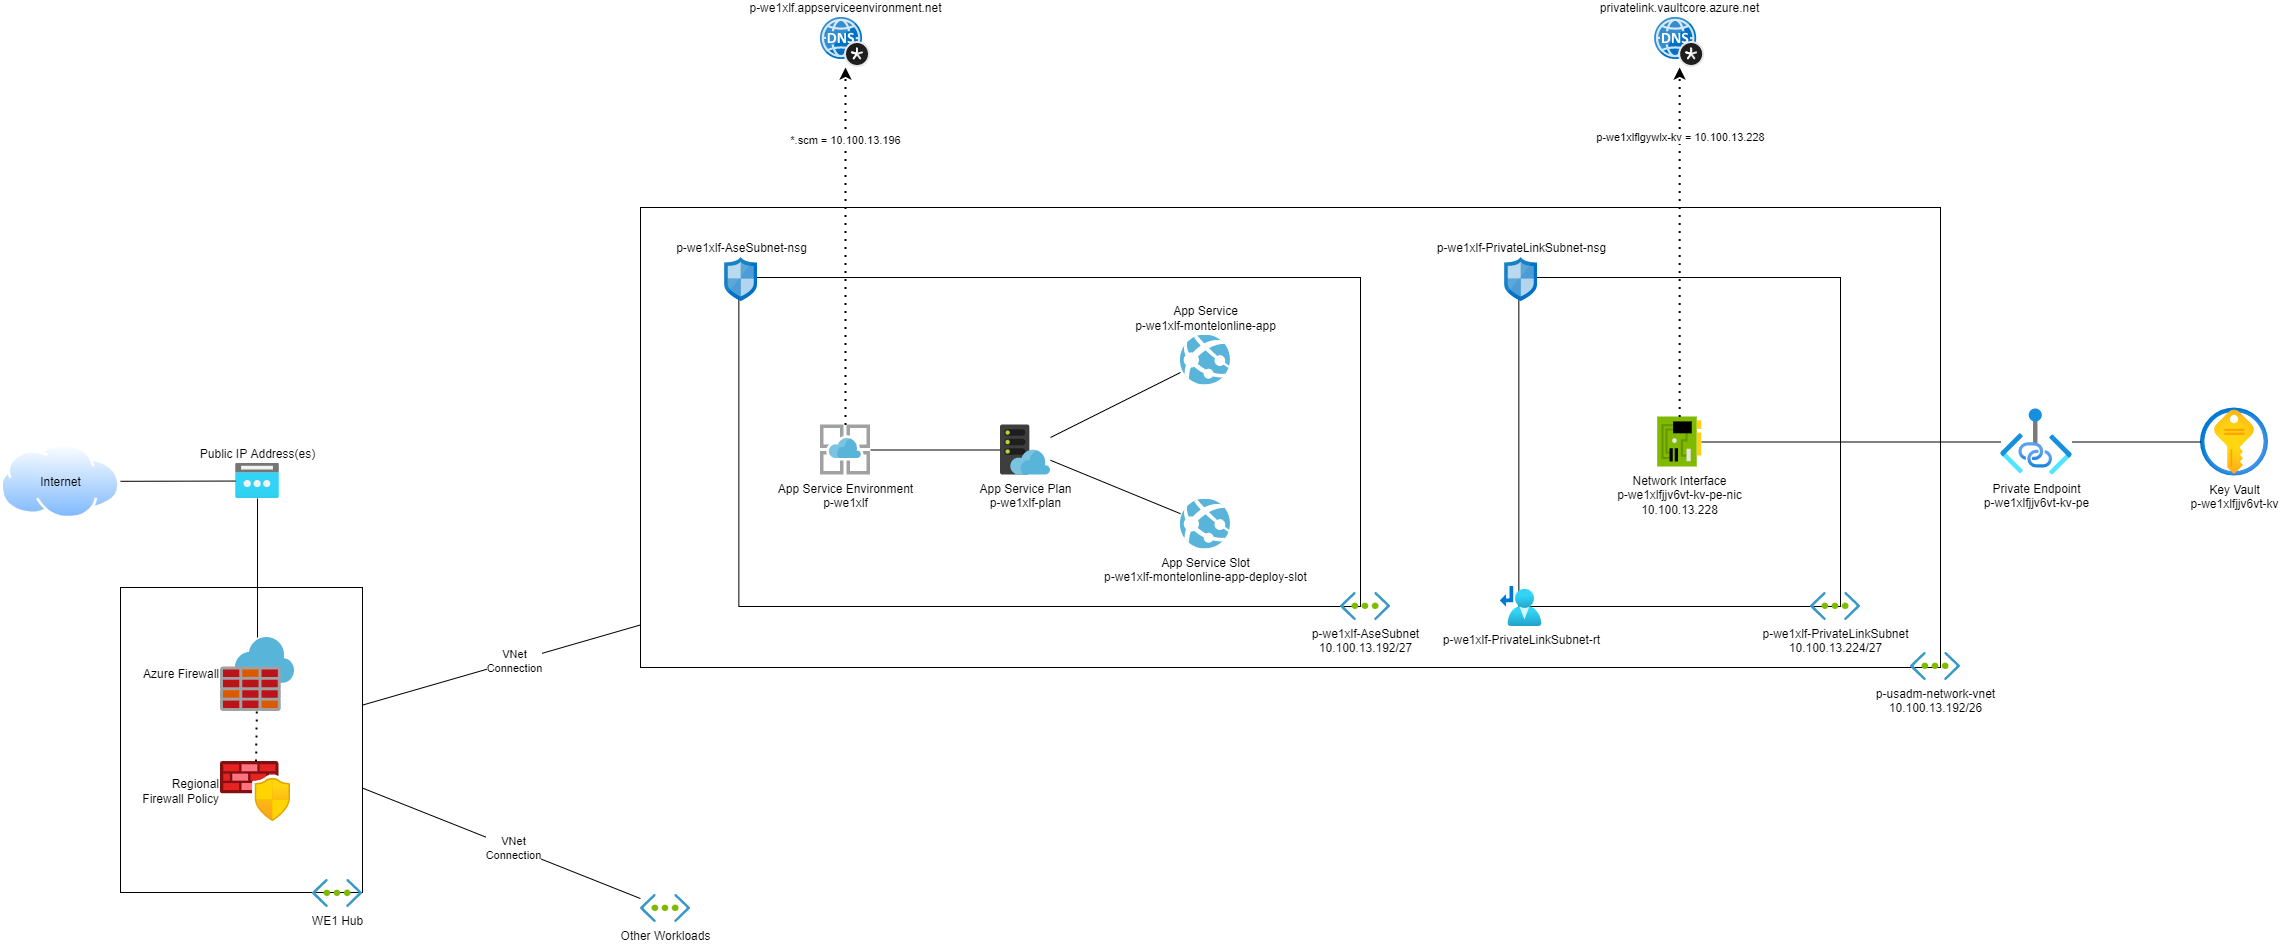 p-we1xlf.appserviceenvironment.net
DNS
privatelink.vaultcore.azure.net
DNS
*.scm = 10.100.13.196
p-we1xlflgywlx-kv = 10.100.13.228
p-we1xlf-AseSubnet-nsg
p-we1xlf-PrivateLinkSubnet-nsg
App Service
p-we1xlf-montelonline-app
App Service Environment
p-we1xlf
App Service Plan
p-we1xlf-plan
App Service Slot
p-we1xlf-montelonline-app-deploy-slot
Network Interface
p-we1xlfjjv6vt-kv-pe-nic
10.100.13.228
Private Endpoint
p-we1xlfjjv6vt-kv-pe
Key Vault
p-we1xlfjjv6vt-kv
Internet
Public IP Address(es)
p-we1xlf-AseSubnet
10.100.13.192/27
p-we1xlf-PrivateLinkSubnet-rt
p-we1xlf-PrivateLinkSubnet
10.100.13.224/27
p-usadm-network-vnet
10.100.13.192/26
Azure Firewall
Regional
Firewall Policy
WE1 Hub
VNet
Connection
VNet
Connection
Other Workloads